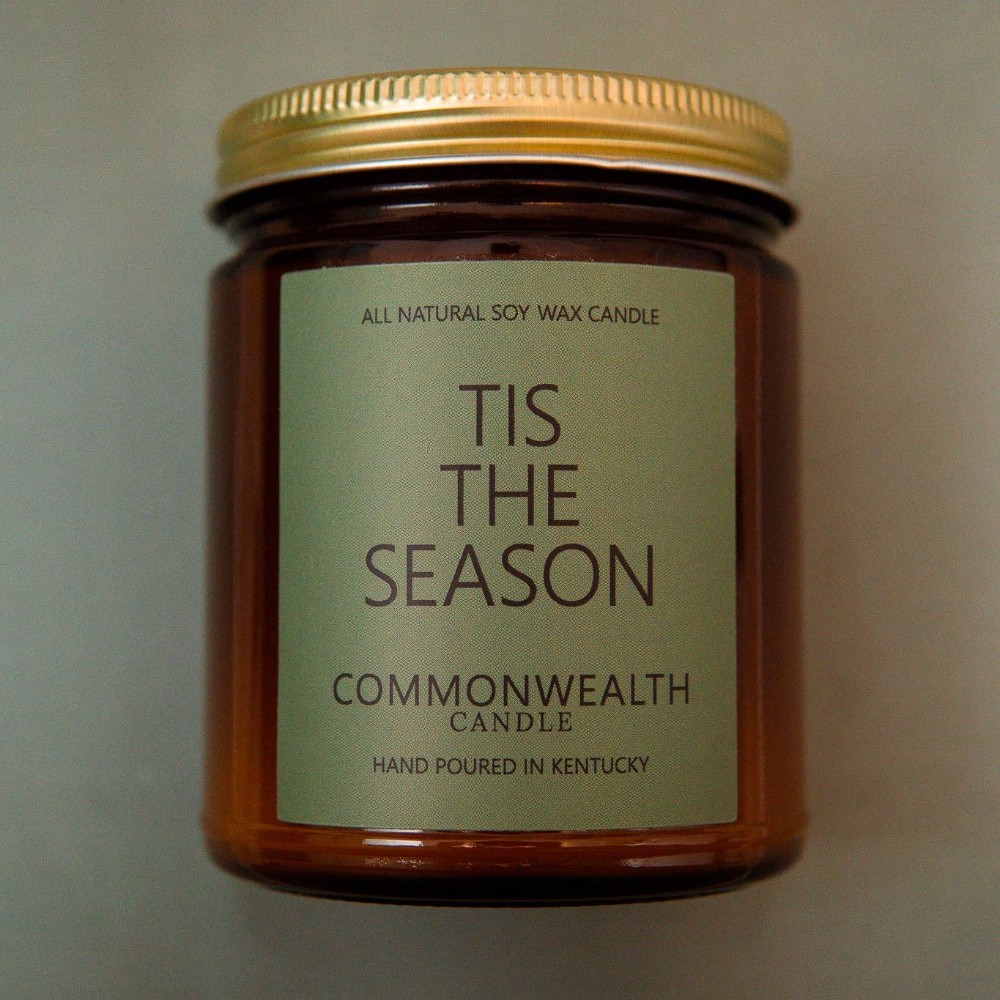 ALL NATURAL SOY WAX CANDLE
TIS
THE
SEASON
COMMONWEALTH
CANDLE
HAND POURED IN KENTUCKY